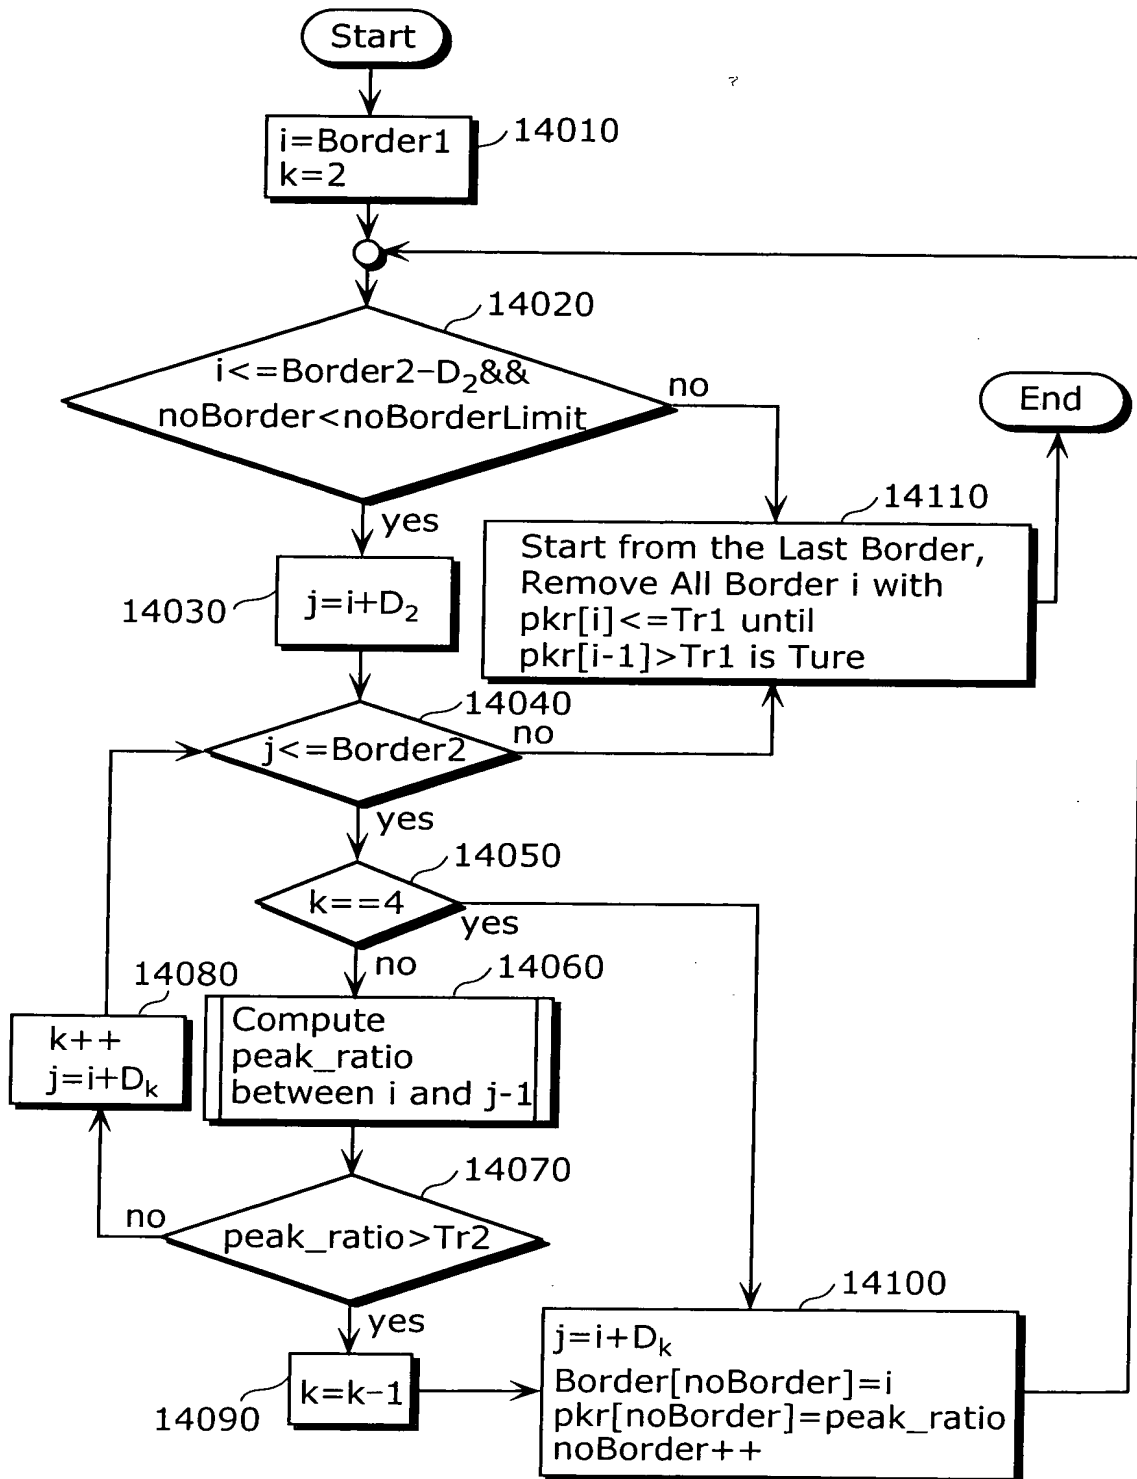 Start
14010
i=Border1
k=2
14020
i<=Border2-D2&&
noBorder<noBorderLimit
no
End
yes
14030
j=i+D2
14110
Start from the Last Border,
Remove All Border i with
pkr[i]<=Tr1 until
pkr[i-1]>Tr1 is Ture
14040
j<=Border2
no
yes
14050
k==4
yes
no
14060
Compute
peak_ratio
between i and j-1
14080
k++
j=i+Dk
14070
peak_ratio>Tr2
no
yes
14090
k=k-1
14100
j=i+Dk
Border[noBorder]=i
pkr[noBorder]=peak_ratio
noBorder++